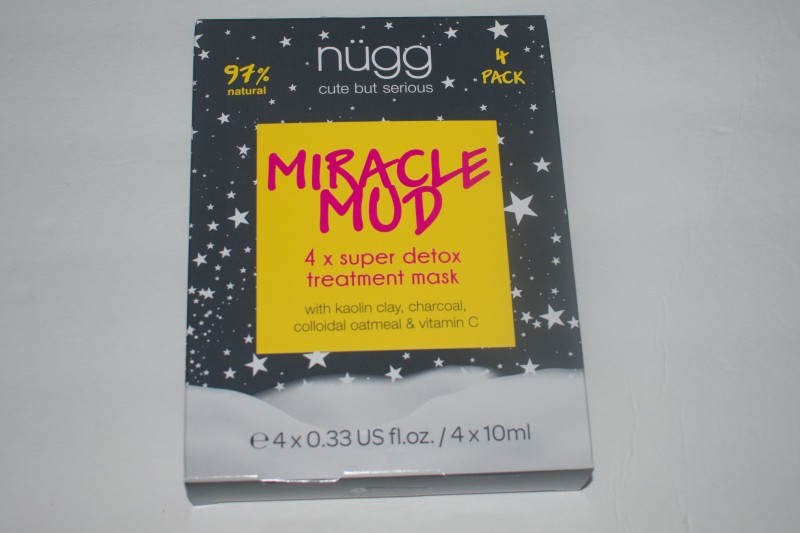 nügg
cute but serious
97%
natural
4
PACK
MIRACLE
MUD
4 x super detox
treatment mask
with kaolin clay, charcoal,
colloidal oatmeal & vitamin C
℮ 4 x 0.33 US fl.oz. / 4 x 10ml